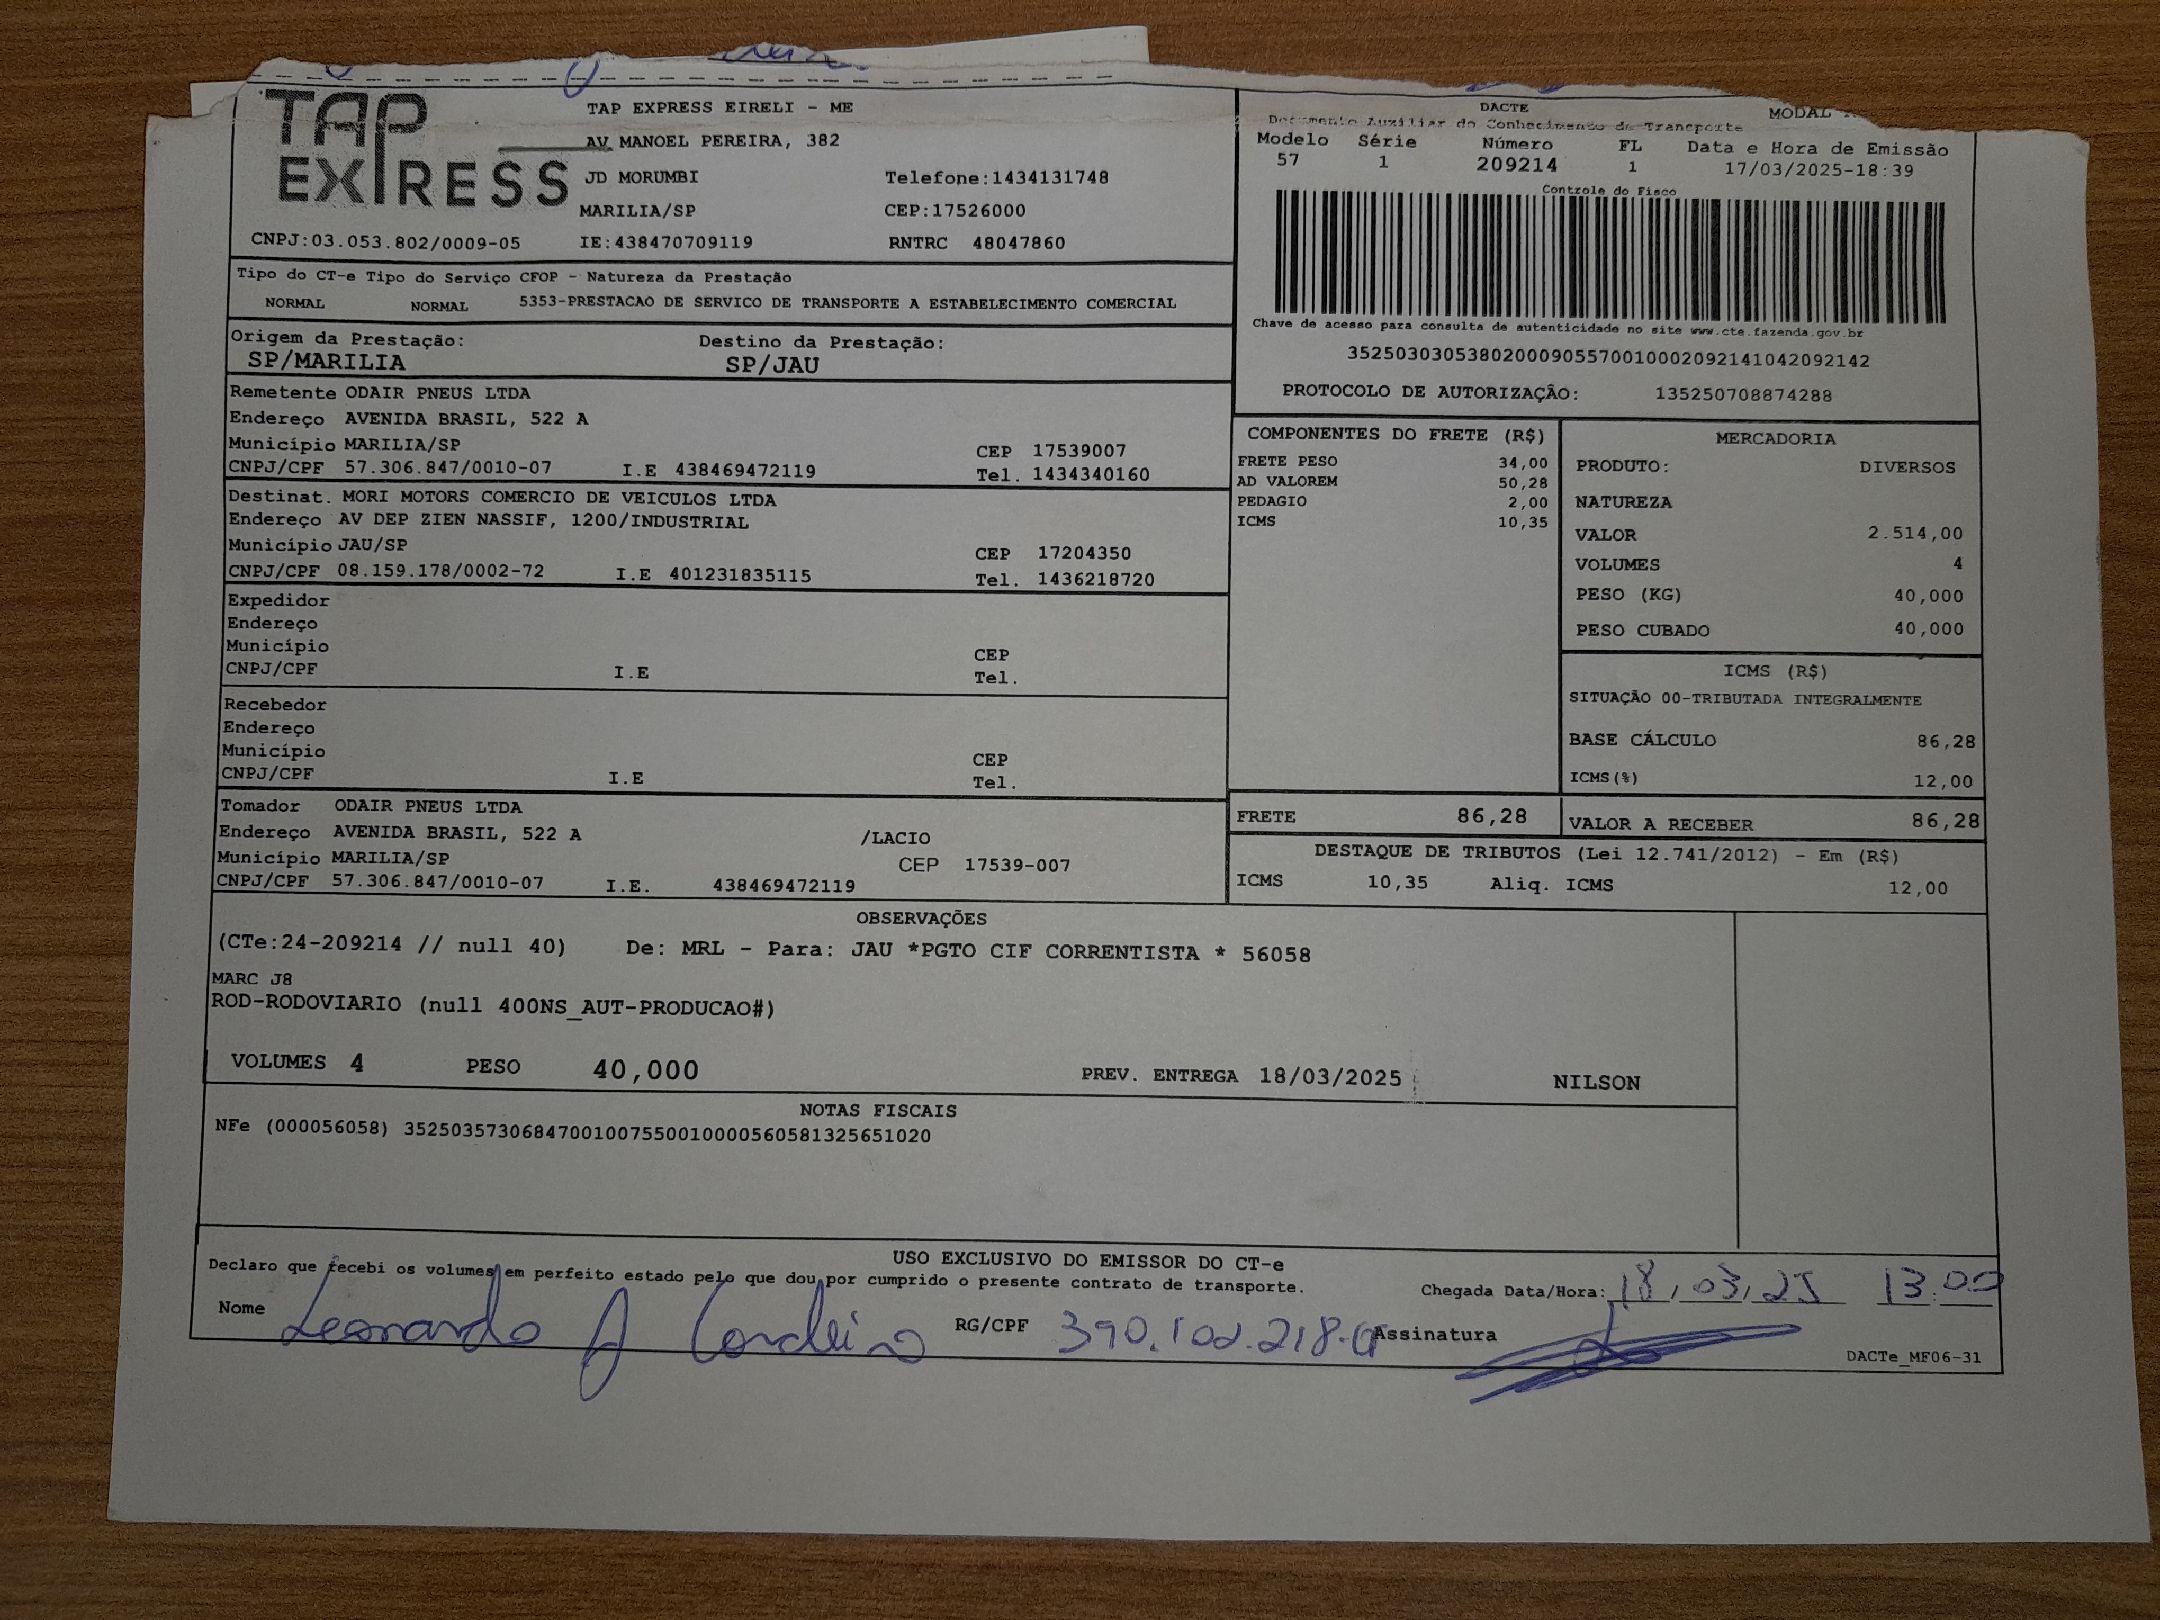 TAP
EXPRESS
TAP EXPRESS EIRELI - ME
AV MANOEL PEREIRA, 382
JD MORUMBI Telefone:1434131748
MARILIA/SP CEP:17526000
CNPJ:03.053.802/0009-05 IE:438470709119 RNTRC 48047860
DACTE MODAL
Documento Auxiliar do Conhecimento de Transporte
Modelo Série Número FL Data e Hora de Emissão
57 1 209214 1 17/03/2025-18:39
Controle do Fisco
Chave de acesso para consulta de autenticidade no site www.cte.fazenda.gov.br
35250303053802000905570010002092141042092142
PROTOCOLO DE AUTORIZAÇÃO: 135250708874288
Tipo do CT-e Tipo do Serviço CFOP - Natureza da Prestação
NORMAL NORMAL 5353-PRESTACAO DE SERVICO DE TRANSPORTE A ESTABELECIMENTO COMERCIAL
Origem da Prestação: Destino da Prestação:
SP/MARILIA SP/JAU
Remetente ODAIR PNEUS LTDA
Endereço AVENIDA BRASIL, 522 A
Município MARILIA/SP CEP 17539007
CNPJ/CPF 57.306.847/0010-07 I.E 438469472119 Tel. 1434340160
Destinat. MORI MOTORS COMERCIO DE VEICULOS LTDA
Endereço AV DEP ZIEN NASSIF, 1200/INDUSTRIAL
Município JAU/SP CEP 17204350
CNPJ/CPF 08.159.178/0002-72 I.E 401231835115 Tel. 1436218720
Expedidor
Endereço
Município CEP
CNPJ/CPF I.E Tel.
Recebedor
Endereço
Município CEP
CNPJ/CPF I.E Tel.
Tomador ODAIR PNEUS LTDA
Endereço AVENIDA BRASIL, 522 A /LACIO
Município MARILIA/SP CEP 17539-007
CNPJ/CPF 57.306.847/0010-07 I.E. 438469472119
COMPONENTES DO FRETE (R$)
FRETE PESO 34,00
AD VALOREM 50,28
PEDAGIO 2,00
ICMS 10,35
MERCADORIA
PRODUTO: DIVERSOS
NATUREZA
VALOR 2.514,00
VOLUMES 4
PESO (KG) 40,000
PESO CUBADO 40,000
ICMS (R$)
SITUAÇÃO 00-TRIBUTADA INTEGRALMENTE
BASE CÁLCULO 86,28
ICMS(%) 12,00
FRETE 86,28 VALOR A RECEBER 86,28
DESTAQUE DE TRIBUTOS (Lei 12.741/2012) - Em (R$)
ICMS 10,35 Aliq. ICMS 12,00
OBSERVAÇÕES
(CTe:24-209214 // null 40) De: MRL - Para: JAU *PGTO CIF CORRENTISTA * 56058
MARC J8
ROD-RODOVIARIO (null 400NS_AUT-PRODUCAO#)
VOLUMES 4 PESO 40,000 PREV. ENTREGA 18/03/2025 NILSON
NOTAS FISCAIS
NFe (000056058) 35250357306847001007550010000560581325651020
USO EXCLUSIVO DO EMISSOR DO CT-e
Declaro que recebi os volumes em perfeito estado pelo que dou por cumprido o presente contrato de transporte. Chegada Data/Hora: 18/03/25 13:00
Nome Leonardo A Cordeiro RG/CPF Assinatura
DACTe_MF06-31